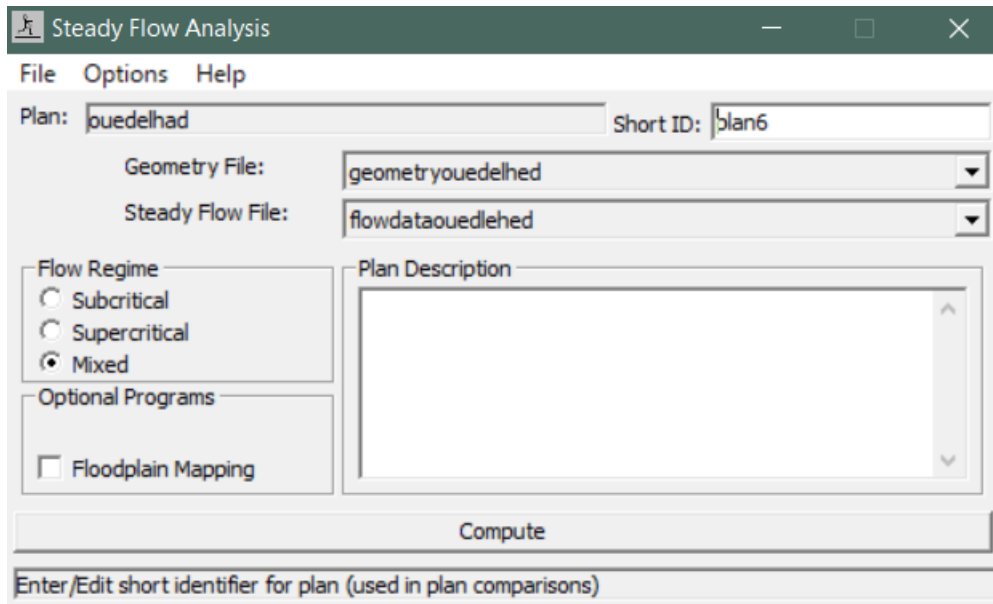 Steady Flow Analysis
File Options Help
Plan: ouedelhad Short ID: plan6
Geometry File: geometryouedelhed
Steady Flow File: flowdataouedlehed
Flow Regime
Subcritical
Supercritical
Mixed
Optional Programs
Floodplain Mapping
Plan Description
Compute
Enter/Edit short identifier for plan (used in plan comparisons)